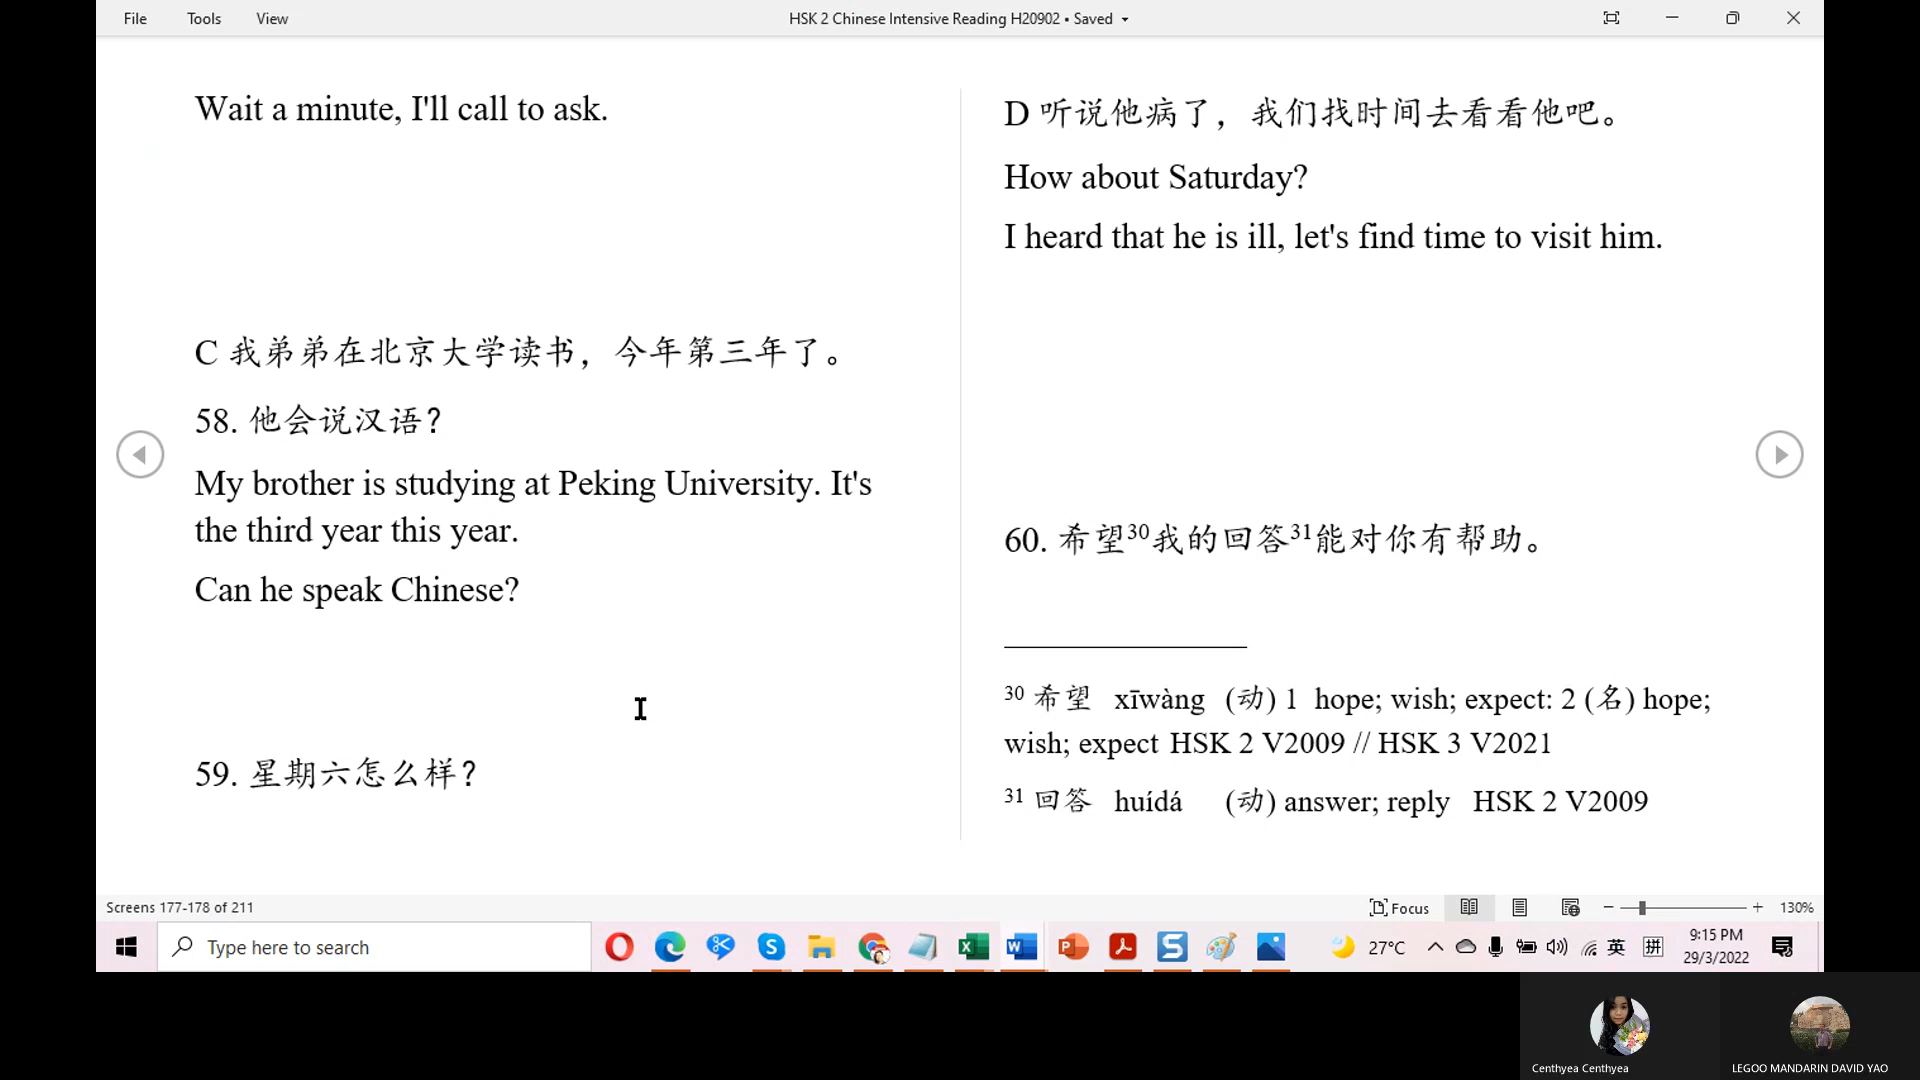 File Tools View HSK 2 Chinese Intensive Reading H20902 • Saved
Wait a minute, I'll call to ask.
C 我弟弟在北京大学读书，今年第三年了。
58. 他会说汉语？
My brother is studying at Peking University. It's
the third year this year.
Can he speak Chinese?
59. 星期六怎么样？
D 听说他病了，我们找时间去看看他吧。
How about Saturday?
I heard that he is ill, let's find time to visit him.
60. 希望30我的回答31能对你有帮助。
30 希望 xīwàng (动) 1 hope; wish; expect: 2 (名) hope;
wish; expect HSK 2 V2009 // HSK 3 V2021
31 回答 huídá (动) answer; reply HSK 2 V2009
Screens 177-178 of 211 Focus 130%
Type here to search 27°C 英 拼 9:15 PM
29/3/2022
Centhyea Centhyea LEGOO MANDARIN DAVID YAO